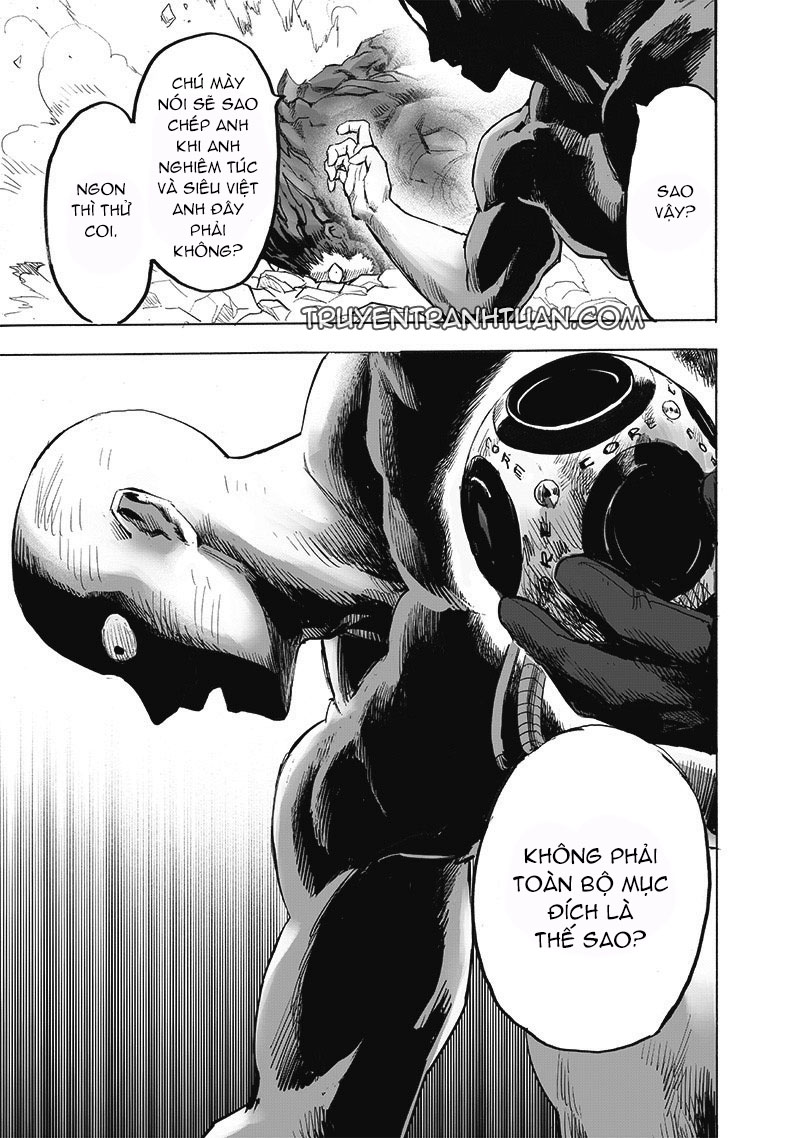 SAO
VẬY?
CHÚ MÀY
NÓI SẼ SAO
CHÉP ANH
KHI ANH
NGHIÊM TÚC
VÀ SIÊU VIỆT
ANH ĐÂY
PHẢI
KHÔNG?
NGON
THÌ THỬ
COI.
TRUYENTRANHTUAN.COM
CORE
CORE
CORE
KHÔNG PHẢI
TOÀN BỘ MỤC
ĐÍCH LÀ
THẾ SAO?